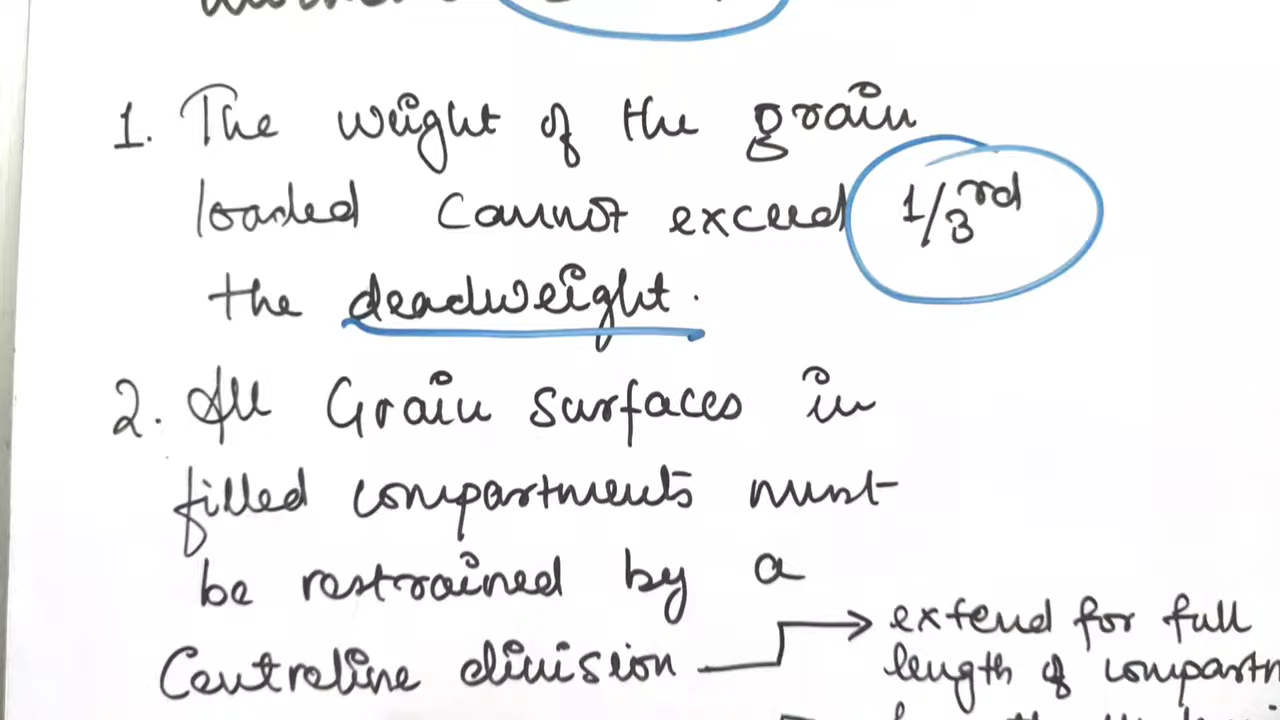 1. The weight of the grain
loaded cannot exceed 1/3rd
the deadweight.
2. All Grain surfaces in
filled compartments must
be restrained by a
Centreline division → extend for full
length of compartm